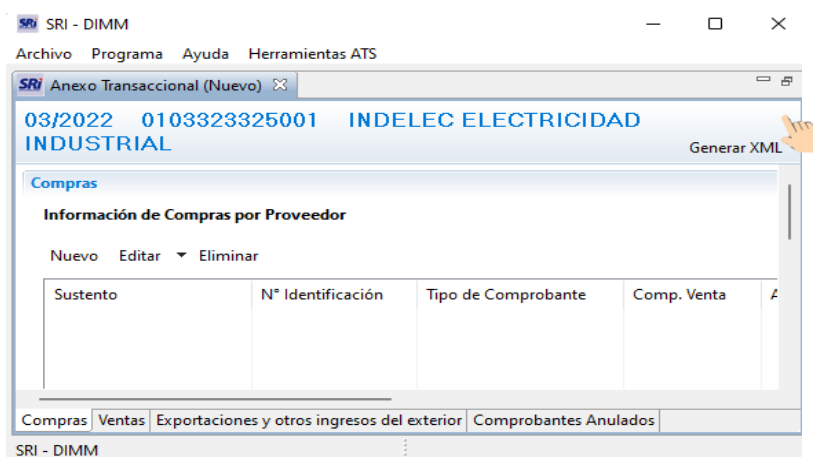 SRi SRI - DIMM
Archivo Programa Ayuda Herramientas ATS
SRi Anexo Transaccional (Nuevo)
03/2022 0103323325001 INDELEC ELECTRICIDAD
INDUSTRIAL
Generar XML
Compras
Información de Compras por Proveedor
Nuevo Editar Eliminar
Sustento N° Identificación Tipo de Comprobante Comp. Venta
Compras Ventas Exportaciones y otros ingresos del exterior Comprobantes Anulados
SRI - DIMM